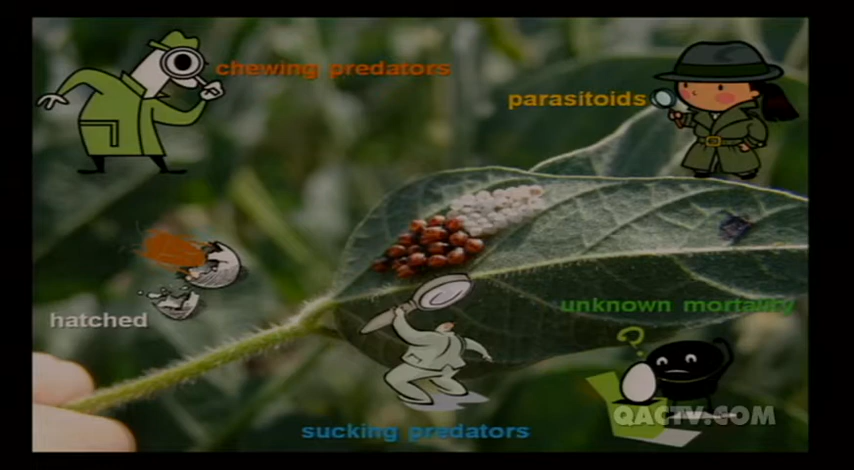 chewing predators
parasitoids
hatched
unknown mortality
?
QACTV.COM
sucking predators